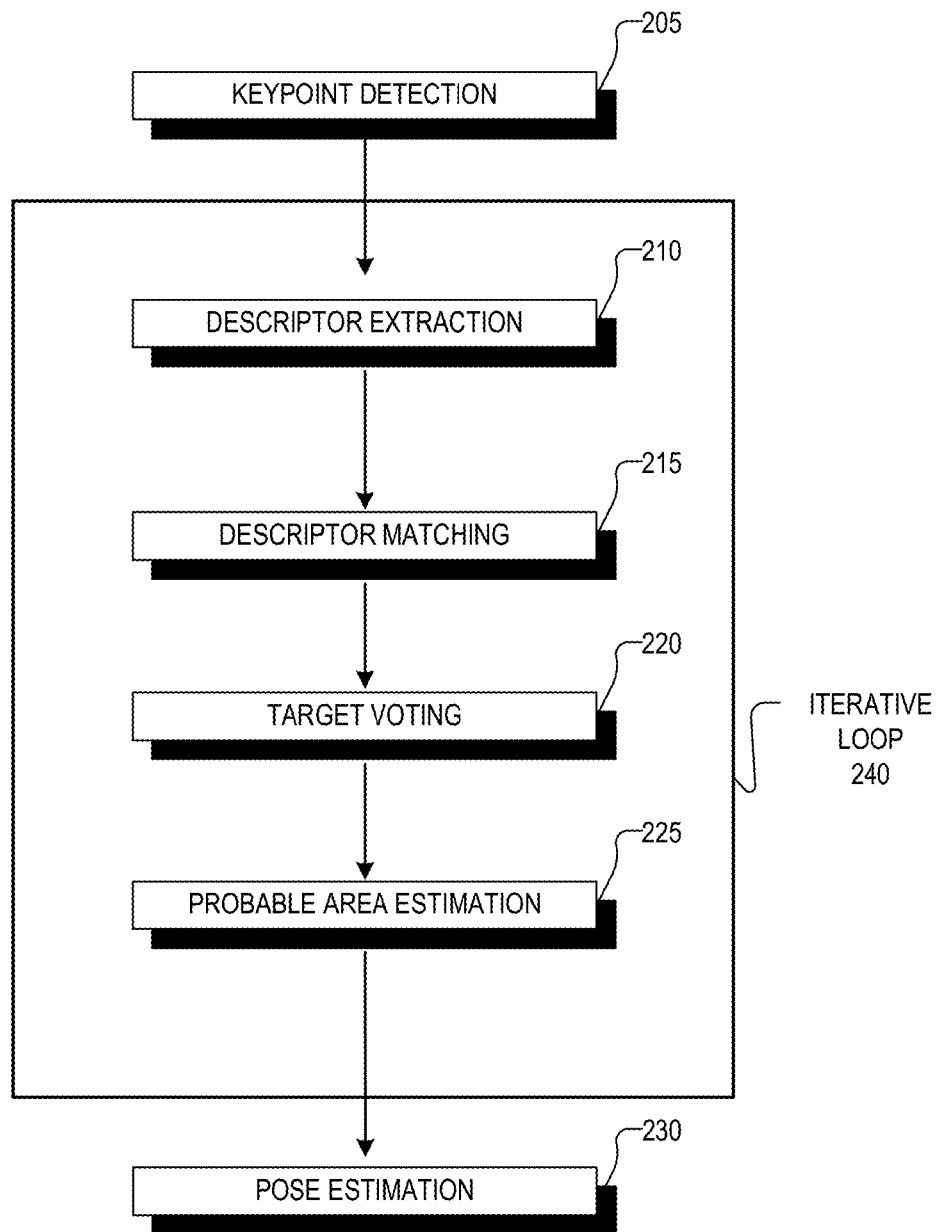 205
KEYPOINT DETECTION
210
DESCRIPTOR EXTRACTION
215
DESCRIPTOR MATCHING
220
TARGET VOTING
ITERATIVE
LOOP
240
225
PROBABLE AREA ESTIMATION
230
POSE ESTIMATION